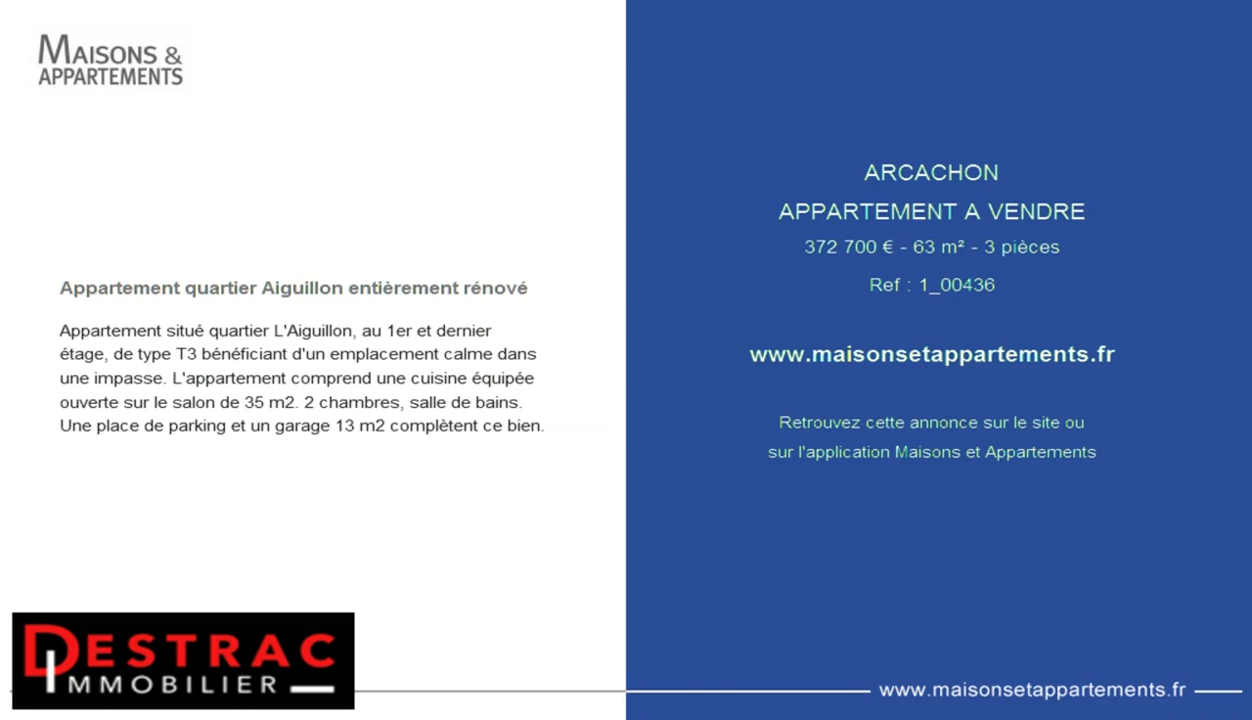 MAISONS &
APPARTEMENTS
Appartement quartier Aiguillon entièrement rénové
Appartement situé quartier L'Aiguillon, au 1er et dernier
étage, de type T3 bénéficiant d'un emplacement calme dans
une impasse. L'appartement comprend une cuisine équipée
ouverte sur le salon de 35 m2. 2 chambres, salle de bains.
Une place de parking et un garage 13 m2 complètent ce bien.
DESTRAC
IMMOBILIER
ARCACHON
APPARTEMENT A VENDRE
372 700 € - 63 m² - 3 pièces
Ref : 1_00436
www.maisonsetappartements.fr
Retrouvez cette annonce sur le site ou
sur l'application Maisons et Appartements
www.maisonsetappartements.fr